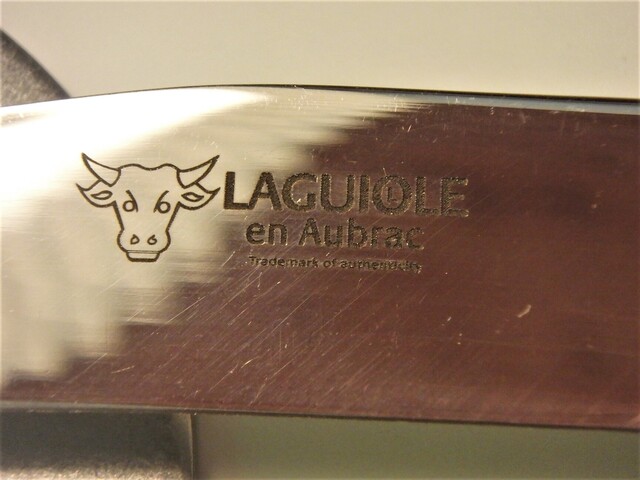 LAGUIOLE
en Aubrac
Trademark of authenticity